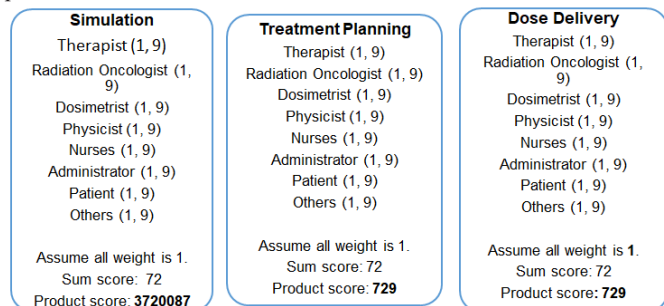 Simulation
Therapist (1, 9)
Radiation Oncologist (1,
9)
Dosimetrist (1, 9)
Physicist (1, 9)
Nurses (1, 9)
Administrator (1, 9)
Patient (1, 9)
Others (1, 9)
Assume all weight is 1.
Sum score: 72
Product score: 3720087
Treatment Planning
Therapist (1, 9)
Radiation Oncologist (1, 9)
Dosimetrist (1, 9)
Physicist (1, 9)
Nurses (1, 9)
Administrator (1, 9)
Patient (1, 9)
Others (1, 9)
Assume all weight is 1.
Sum score: 72
Product score: 729
Dose Delivery
Therapist (1, 9)
Radiation Oncologist (1,
9)
Dosimetrist (1, 9)
Physicist (1, 9)
Nurses (1, 9)
Administrator (1, 9)
Patient (1, 9)
Others (1, 9)
Assume all weight is 1.
Sum score: 72
Product score: 729